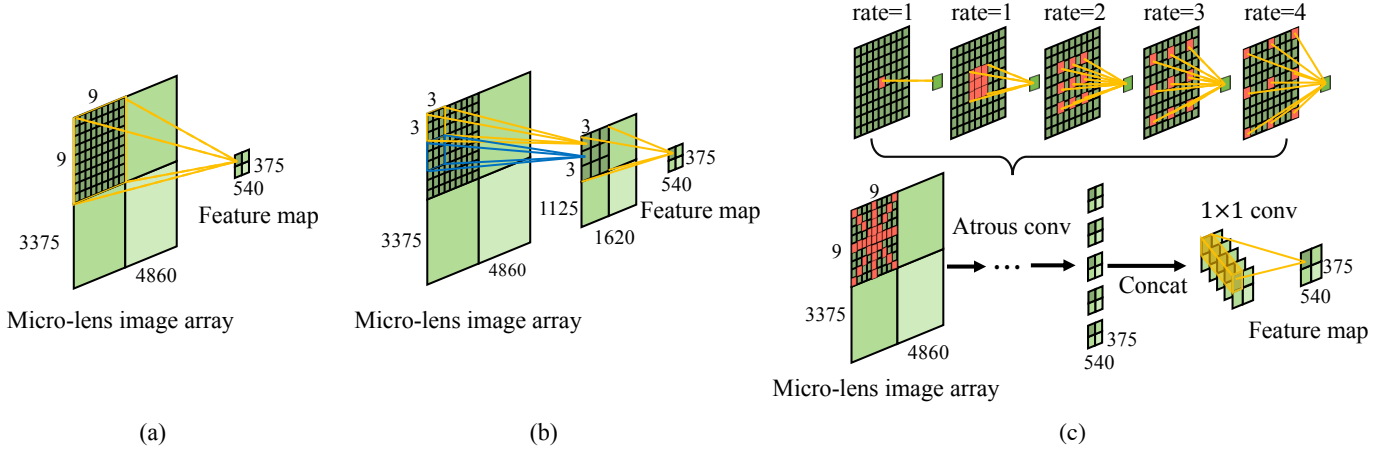 9
9
375
540
Feature map
3375
4860
Micro-lens image array
(a)
3
3
3
3
375
540
Feature map
1125
1620
3375
4860
Micro-lens image array
(b)
rate=1 rate=1 rate=2 rate=3 rate=4
9
9
Atrous conv
Concat
1×1 conv
375
540
Feature map
3375
4860
375
540
Micro-lens image array
(c)